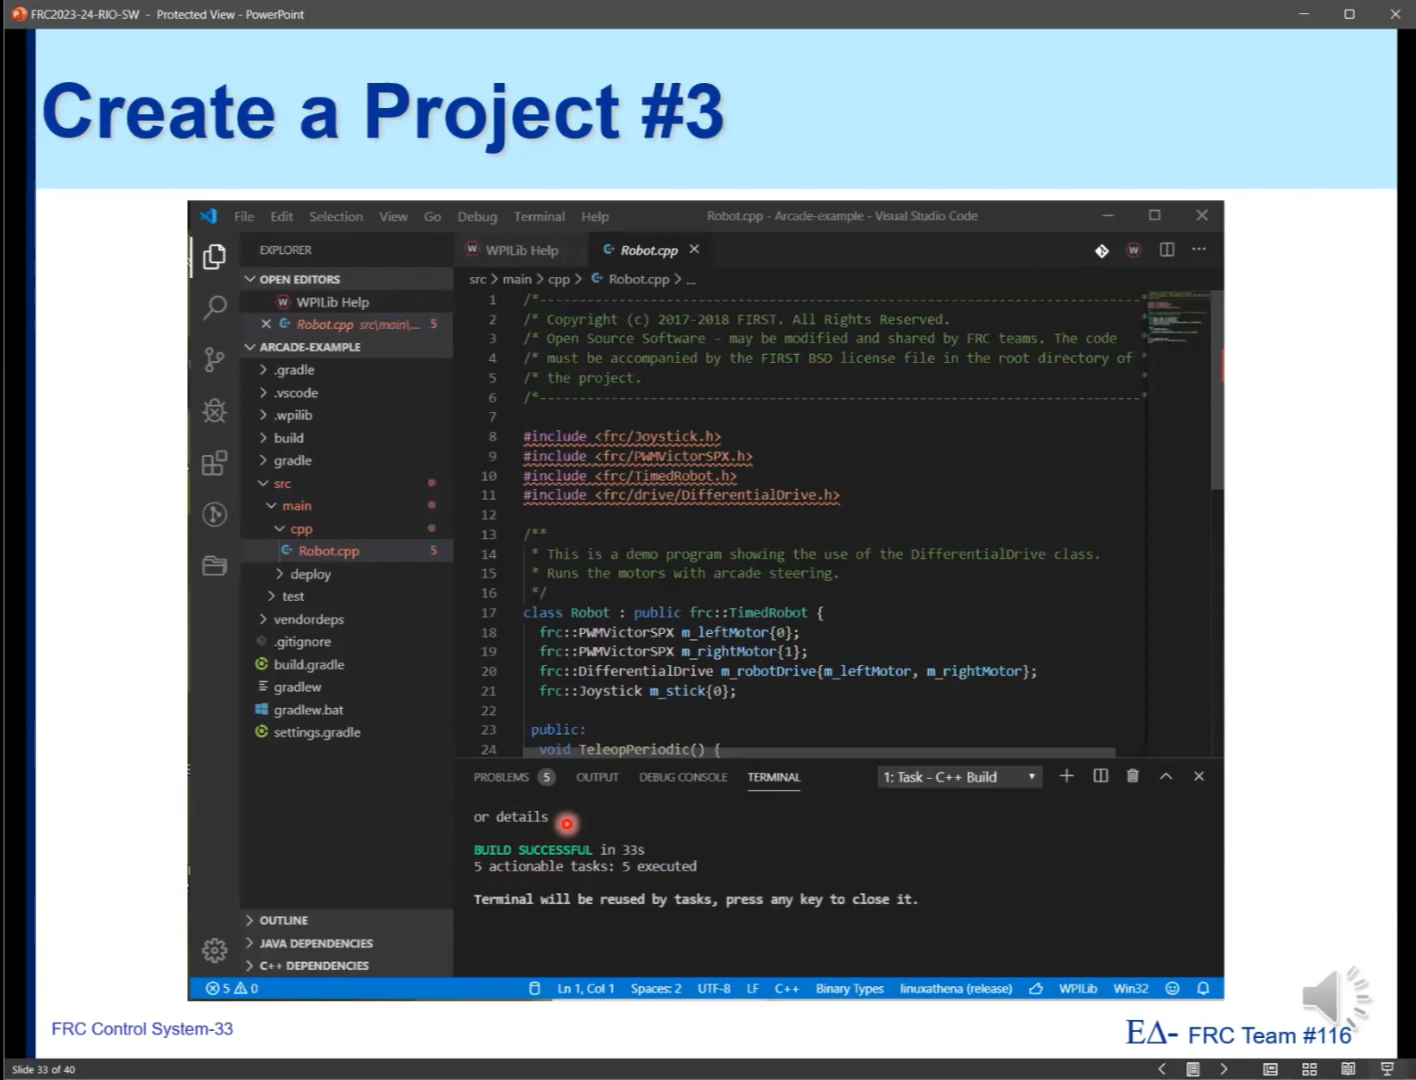 FRC2023-24-RIO-SW - Protected View - PowerPoint
Create a Project #3
File Edit Selection View Go Debug Terminal Help
Robot.cpp - Arcade-example - Visual Studio Code
EXPLORER
WPILib Help
Robot.cpp
OPEN EDITORS
WPILib Help
Robot.cpp src\main\... 5
ARCADE-EXAMPLE
.gradle
.vscode
.wpilib
build
gradle
src
main
cpp
Robot.cpp 5
deploy
test
vendordeps
.gitignore
build.gradle
gradlew
gradlew.bat
settings.gradle
OUTLINE
JAVA DEPENDENCIES
C++ DEPENDENCIES
src > main > cpp > Robot.cpp > ...
1 /*----------------------------------------------------------------------------*
2 /* Copyright (c) 2017-2018 FIRST. All Rights Reserved. *
3 /* Open Source Software - may be modified and shared by FRC teams. The code *
4 /* must be accompanied by the FIRST BSD license file in the root directory of *
5 /* the project. *
6 /*----------------------------------------------------------------------------*
7
8 #include <frc/Joystick.h>
9 #include <frc/PWMVictorSPX.h>
10 #include <frc/TimedRobot.h>
11 #include <frc/drive/DifferentialDrive.h>
12
13 /**
14 * This is a demo program showing the use of the DifferentialDrive class.
15 * Runs the motors with arcade steering.
16 */
17 class Robot : public frc::TimedRobot {
18 frc::PWMVictorSPX m_leftMotor{0};
19 frc::PWMVictorSPX m_rightMotor{1};
20 frc::DifferentialDrive m_robotDrive{m_leftMotor, m_rightMotor};
21 frc::Joystick m_stick{0};
22
23 public:
24 void TeleopPeriodic() {
PROBLEMS 5 OUTPUT DEBUG CONSOLE TERMINAL 1: Task - C++ Build
or details
BUILD SUCCESSFUL in 33s
5 actionable tasks: 5 executed
Terminal will be reused by tasks, press any key to close it.
5 0 Ln 1, Col 1 Spaces: 2 UTF-8 LF C++ Binary Types linuxathena (release) WPILib Win32
FRC Control System-33
ΕΔ- FRC Team #116
Slide 33 of 40